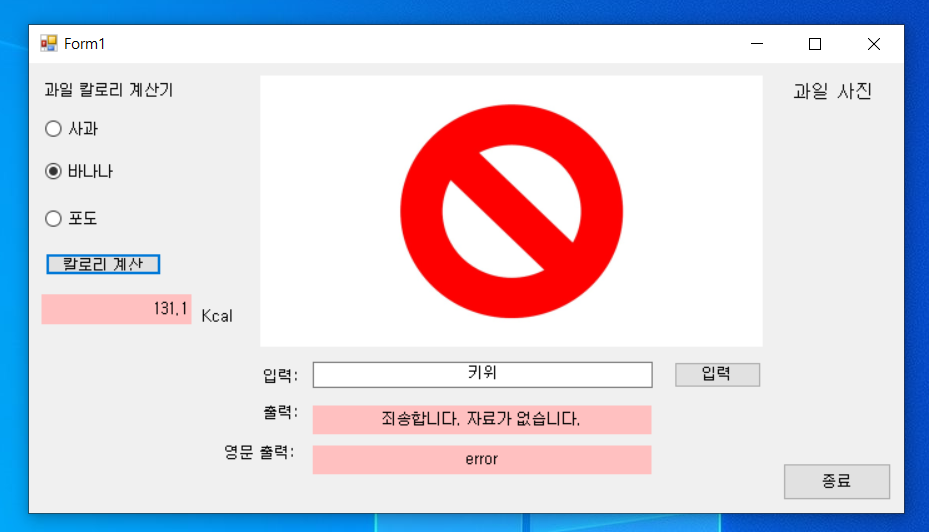 Form1
과일 칼로리 계산기
과일 사진
사과
바나나
포도
칼로리 계산
131.1
Kcal
입력:
키위
입력
출력:
죄송합니다. 자료가 없습니다.
영문 출력:
error
종료